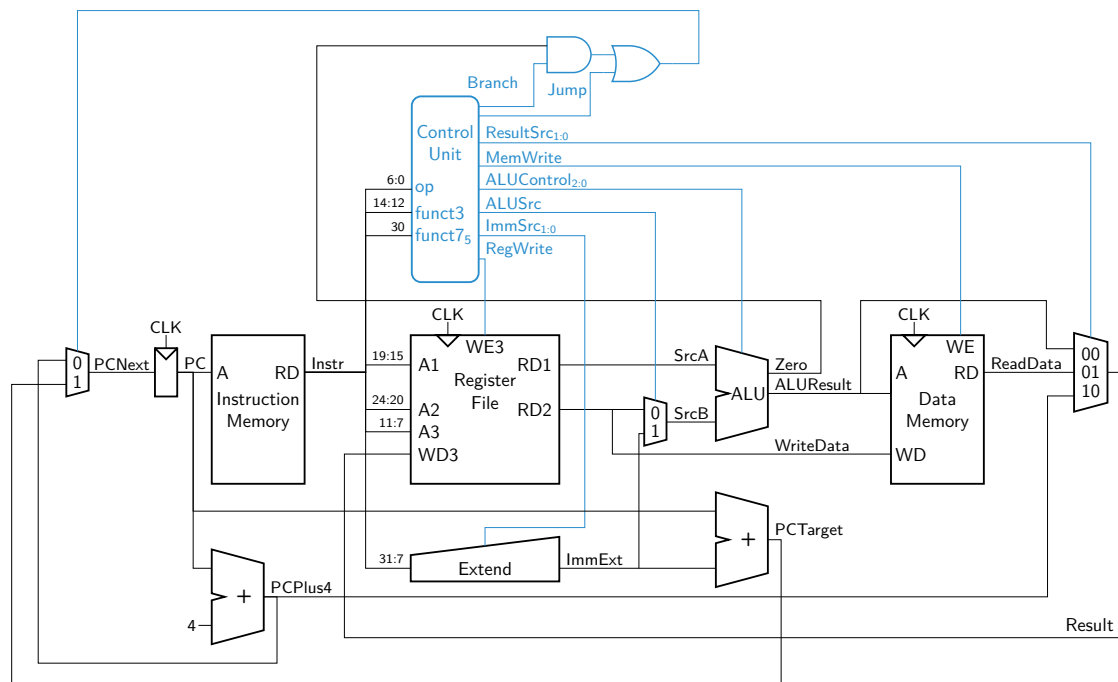 Branch
Jump
Control
Unit
ResultSrc1:0
MemWrite
ALUControl2:0
ALUSrc
ImmSrc1:0
RegWrite
6:0
op
14:12
funct3
30
funct75
CLK
CLK
CLK
0
1
PCNext
PC
A
RD
Instruction
Memory
Instr
19:15
A1
WE3
RD1
Register
File
24:20
A2
RD2
11:7
A3
WD3
SrcA
0
1
SrcB
ALU
Zero
ALUResult
WriteData
A
WE
RD
Data
Memory
WD
ReadData
00
01
10
31:7
Extend
ImmExt
+
PCTarget
+
4
PCPlus4
Result